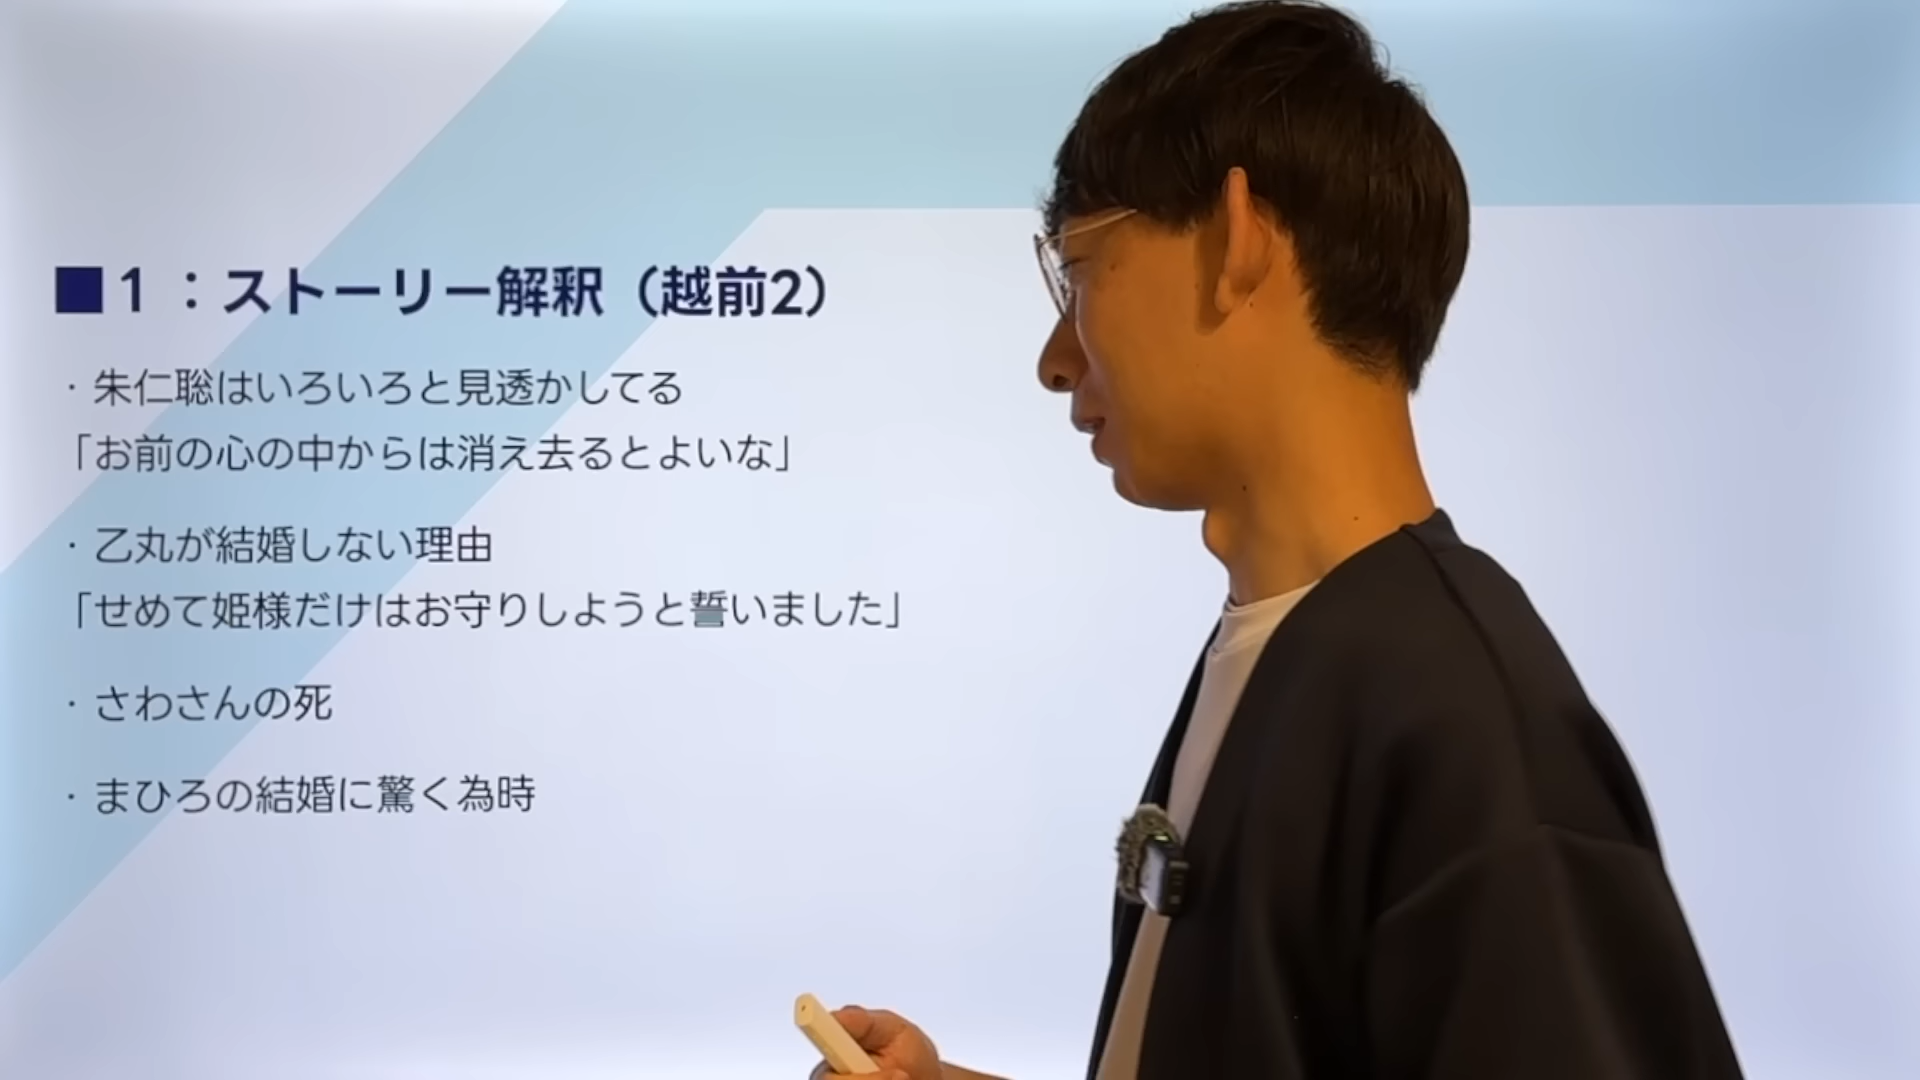 ■1：ストーリー解釈（越前2）
・朱仁聡はいろいろと見透かしてる
「お前の心の中からは消え去るとよいな」
・乙丸が結婚しない理由
「せめて姫様だけはお守りしようと誓いました」
・さわさんの死
・まひろの結婚に驚く為時